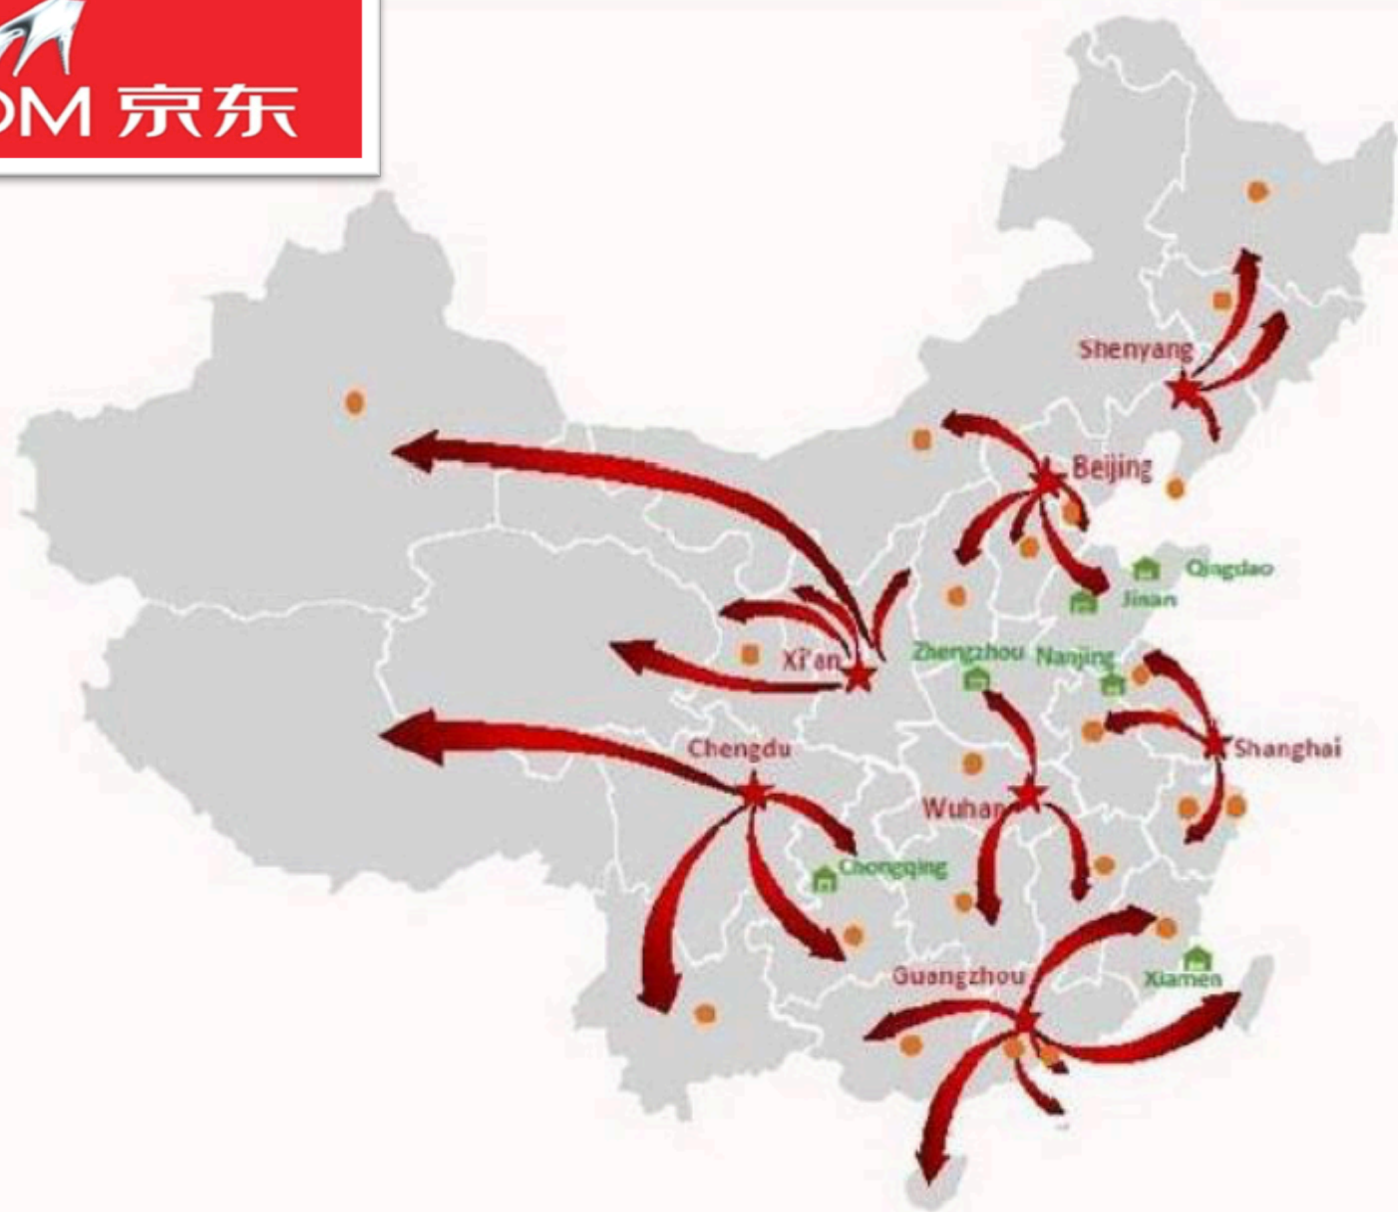 OM 京东
Shenyang
Beijing
Qingdao
Jinan
Xi'an
Zhengzhou
Nanjing
Chengdu
Shanghai
Wuhan
Chongqing
Guangzhou
Xiamen